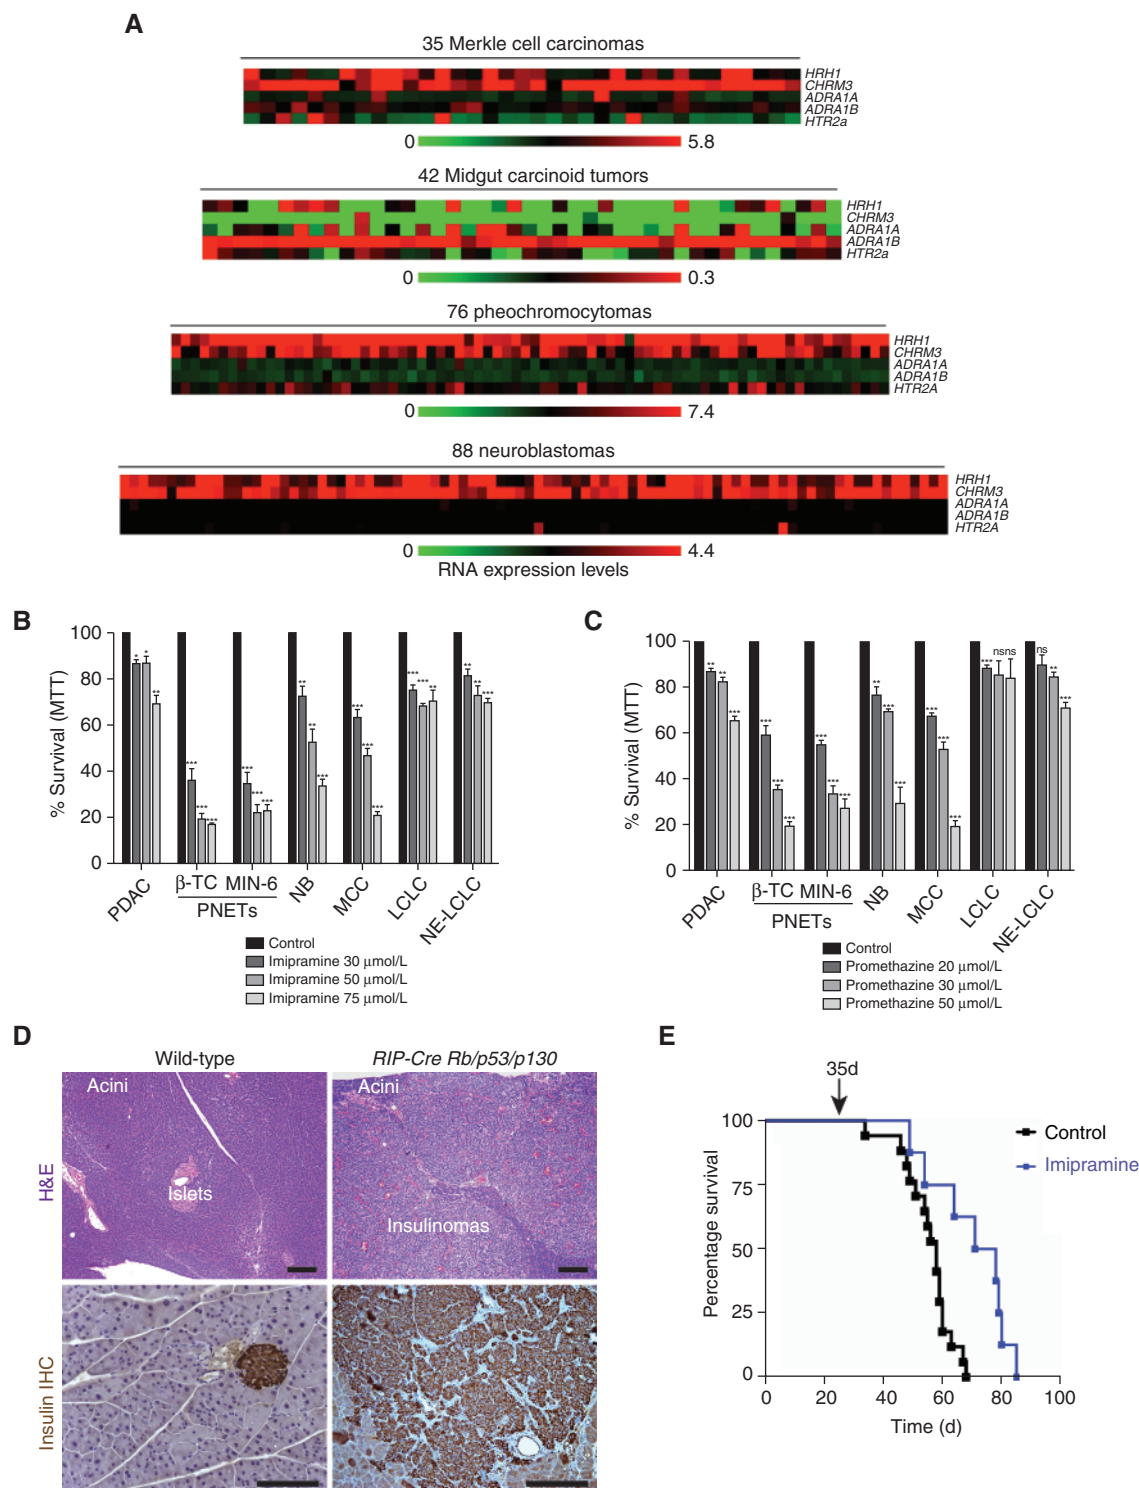 A
35 Merkle cell carcinomas
HRH1
CHRM3
ADRA1A
ADRA1B
HTR2a
0 5.8
42 Midgut carcinoid tumors
HRH1
CHRM3
ADRA1A
ADRA1B
HTR2a
0 0.3
76 pheochromocytomas
HRH1
CHRM3
ADRA1A
ADRA1B
HTR2A
0 7.4
88 neuroblastomas
HRH1
CHRM3
ADRA1A
ADRA1B
HTR2A
0 4.4
RNA expression levels
B
% Survival (MTT)
100
80
60
40
20
0
* * **
*** *** ***
*** *** ***
** ** ***
*** *** ***
*** *** **
** ** ***
PDAC
β-TC MIN-6
PNETs
NB
MCC
LCLC
NE-LCLC
Control
Imipramine 30 μmol/L
Imipramine 50 μmol/L
Imipramine 75 μmol/L
C
% Survival (MTT)
100
80
60
40
20
0
** ** ***
*** *** ***
*** *** ***
** *** ***
*** *** ***
*** ns ns
ns ** ***
PDAC
β-TC MIN-6
PNETs
NB
MCC
LCLC
NE-LCLC
Control
Promethazine 20 μmol/L
Promethazine 30 μmol/L
Promethazine 50 μmol/L
D
Wild-type
RIP-Cre Rb/p53/p130
H&E
Acini
Islets
Acini
Insulinomas
Insulin IHC
E
35d
Percentage survival
100
75
50
25
0
0 20 40 60 80 100
Time (d)
Control
Imipramine